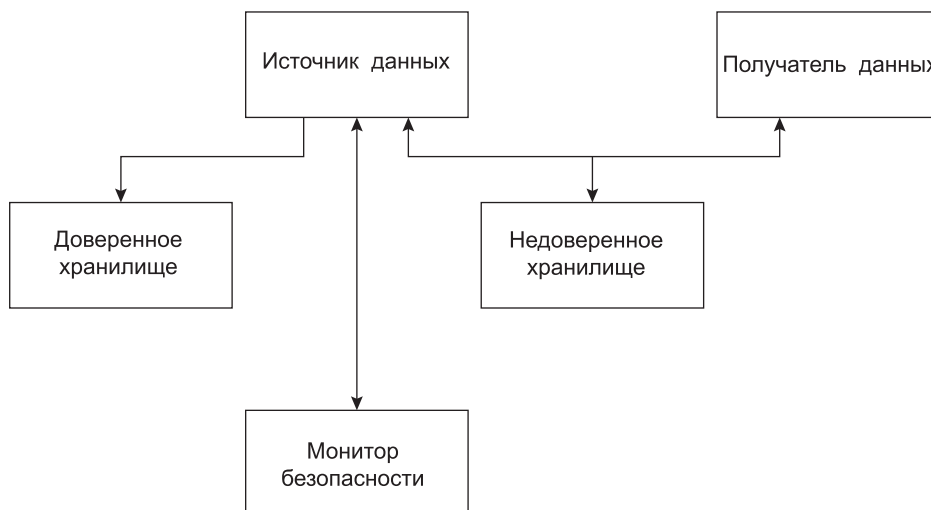 Источник данных
Получатель данных
Доверенное
хранилище
Недоверенное
хранилище
Монитор
безопасности